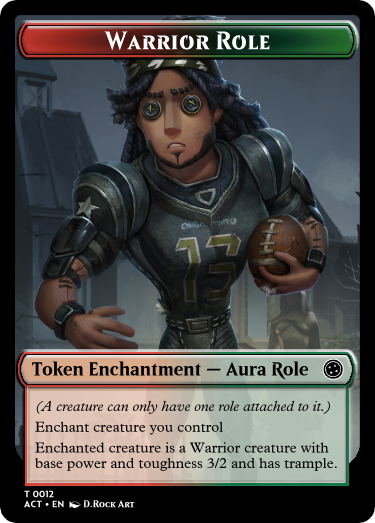 Warrior Role
13
Token Enchantment — Aura Role
(A creature can only have one role attached to it.)
Enchant creature you control
Enchanted creature is a Warrior creature with
base power and toughness 3/2 and has trample.
T 0012
ACT • EN D.Rock Art